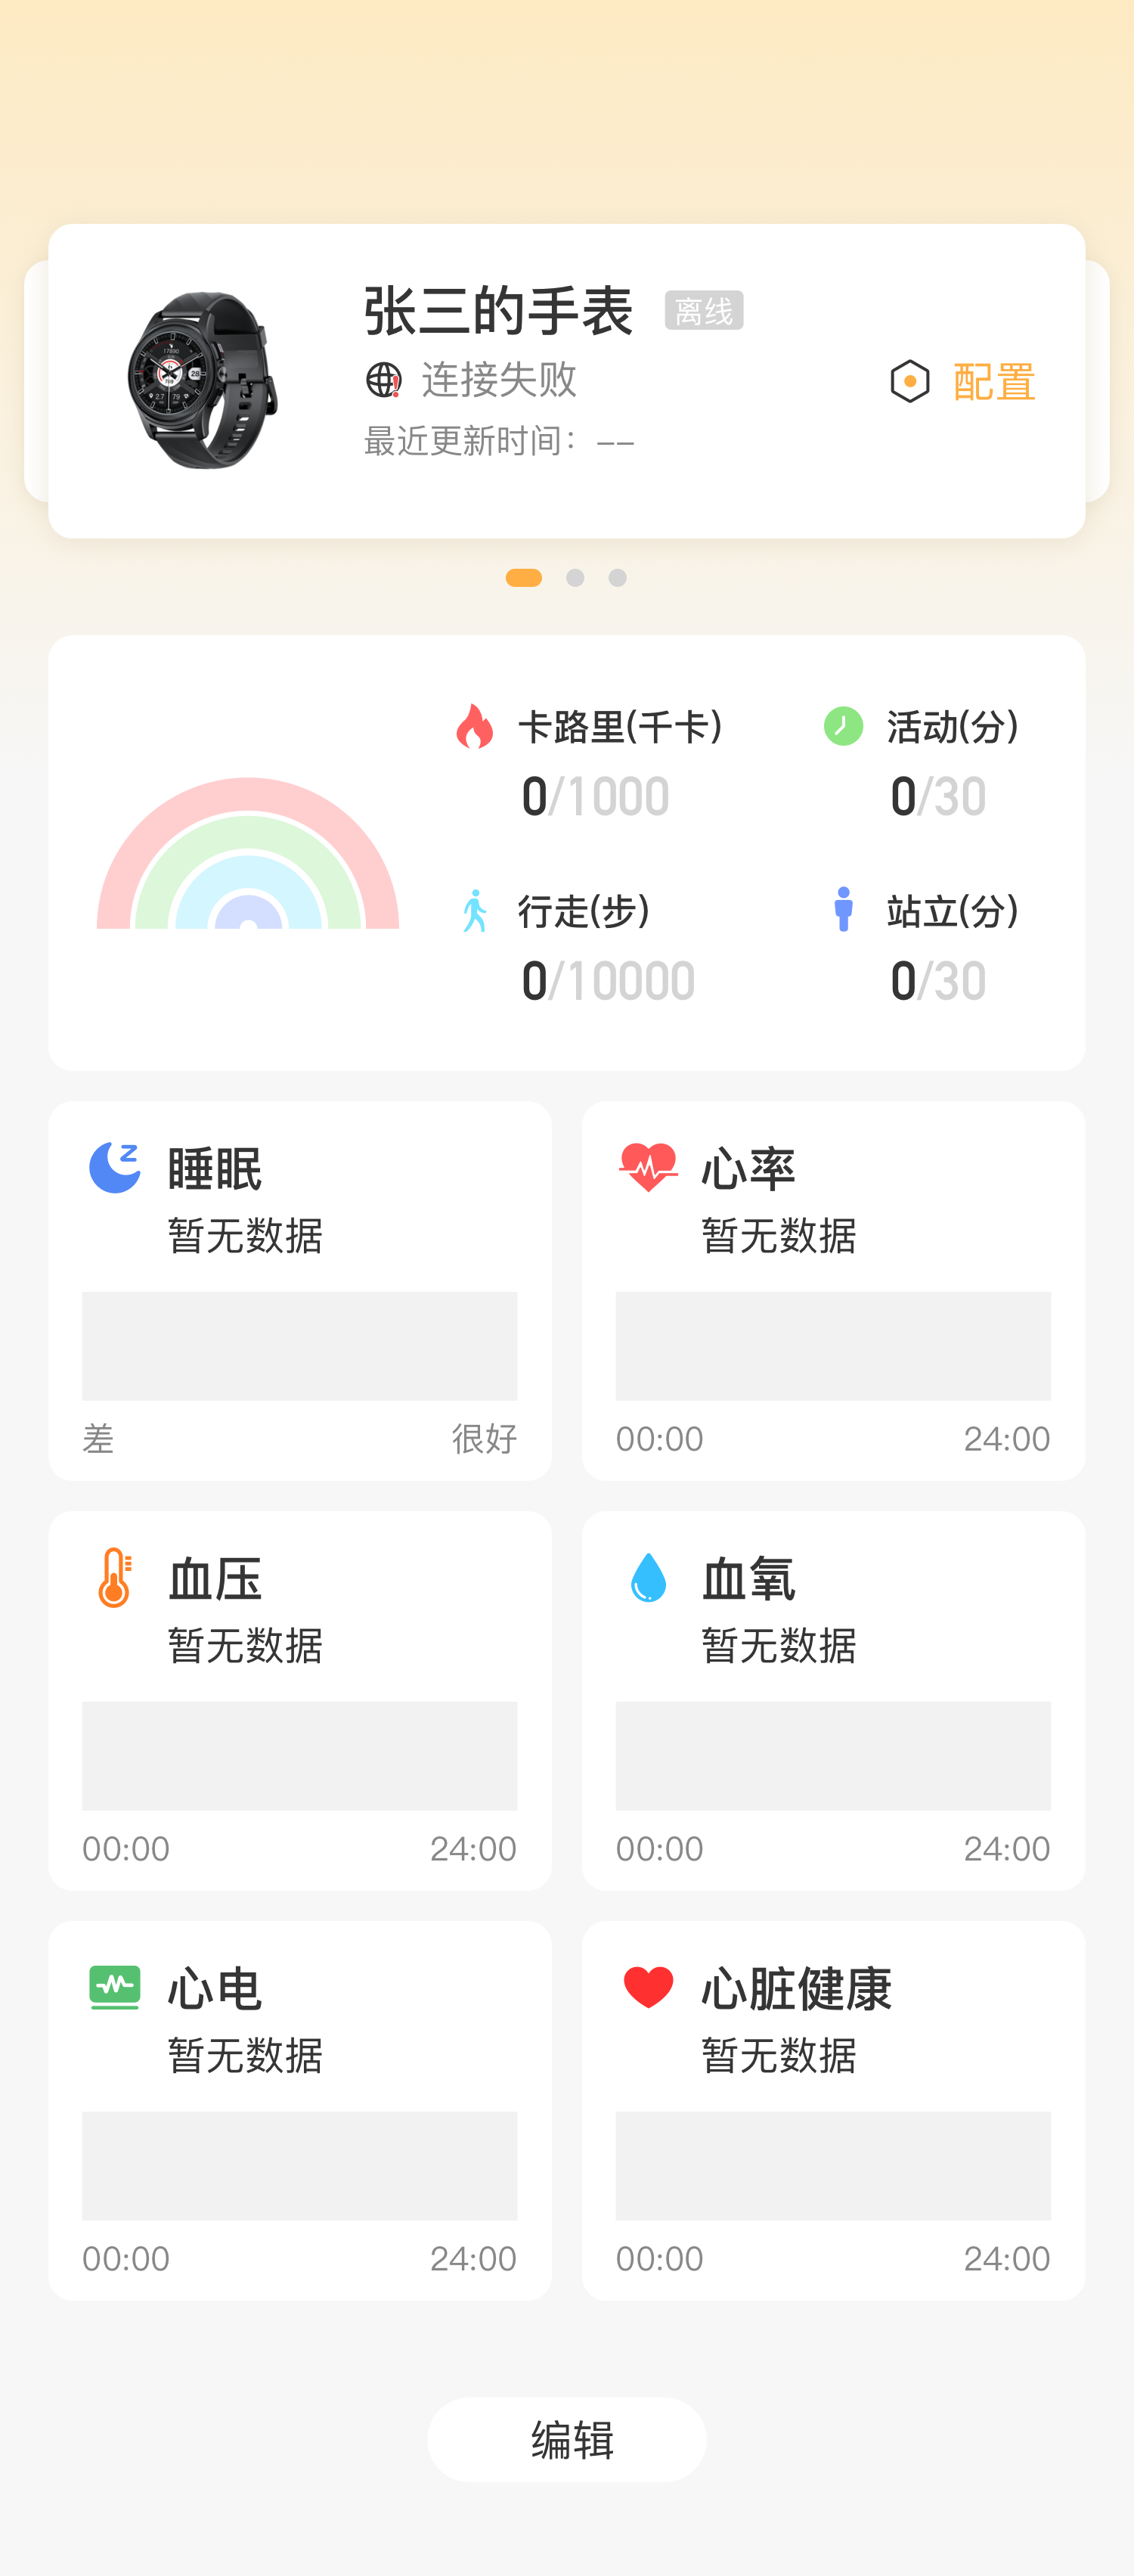 张三的手表 离线
连接失败
配置
最近更新时间：--
卡路里(千卡) 活动(分)
0/1000 0/30
行走(步) 站立(分)
0/10000 0/30
睡眠 心率
暂无数据 暂无数据
差 很好 00:00 24:00
血压 血氧
暂无数据 暂无数据
00:00 24:00 00:00 24:00
心电 心脏健康
暂无数据 暂无数据
00:00 24:00 00:00 24:00
编辑